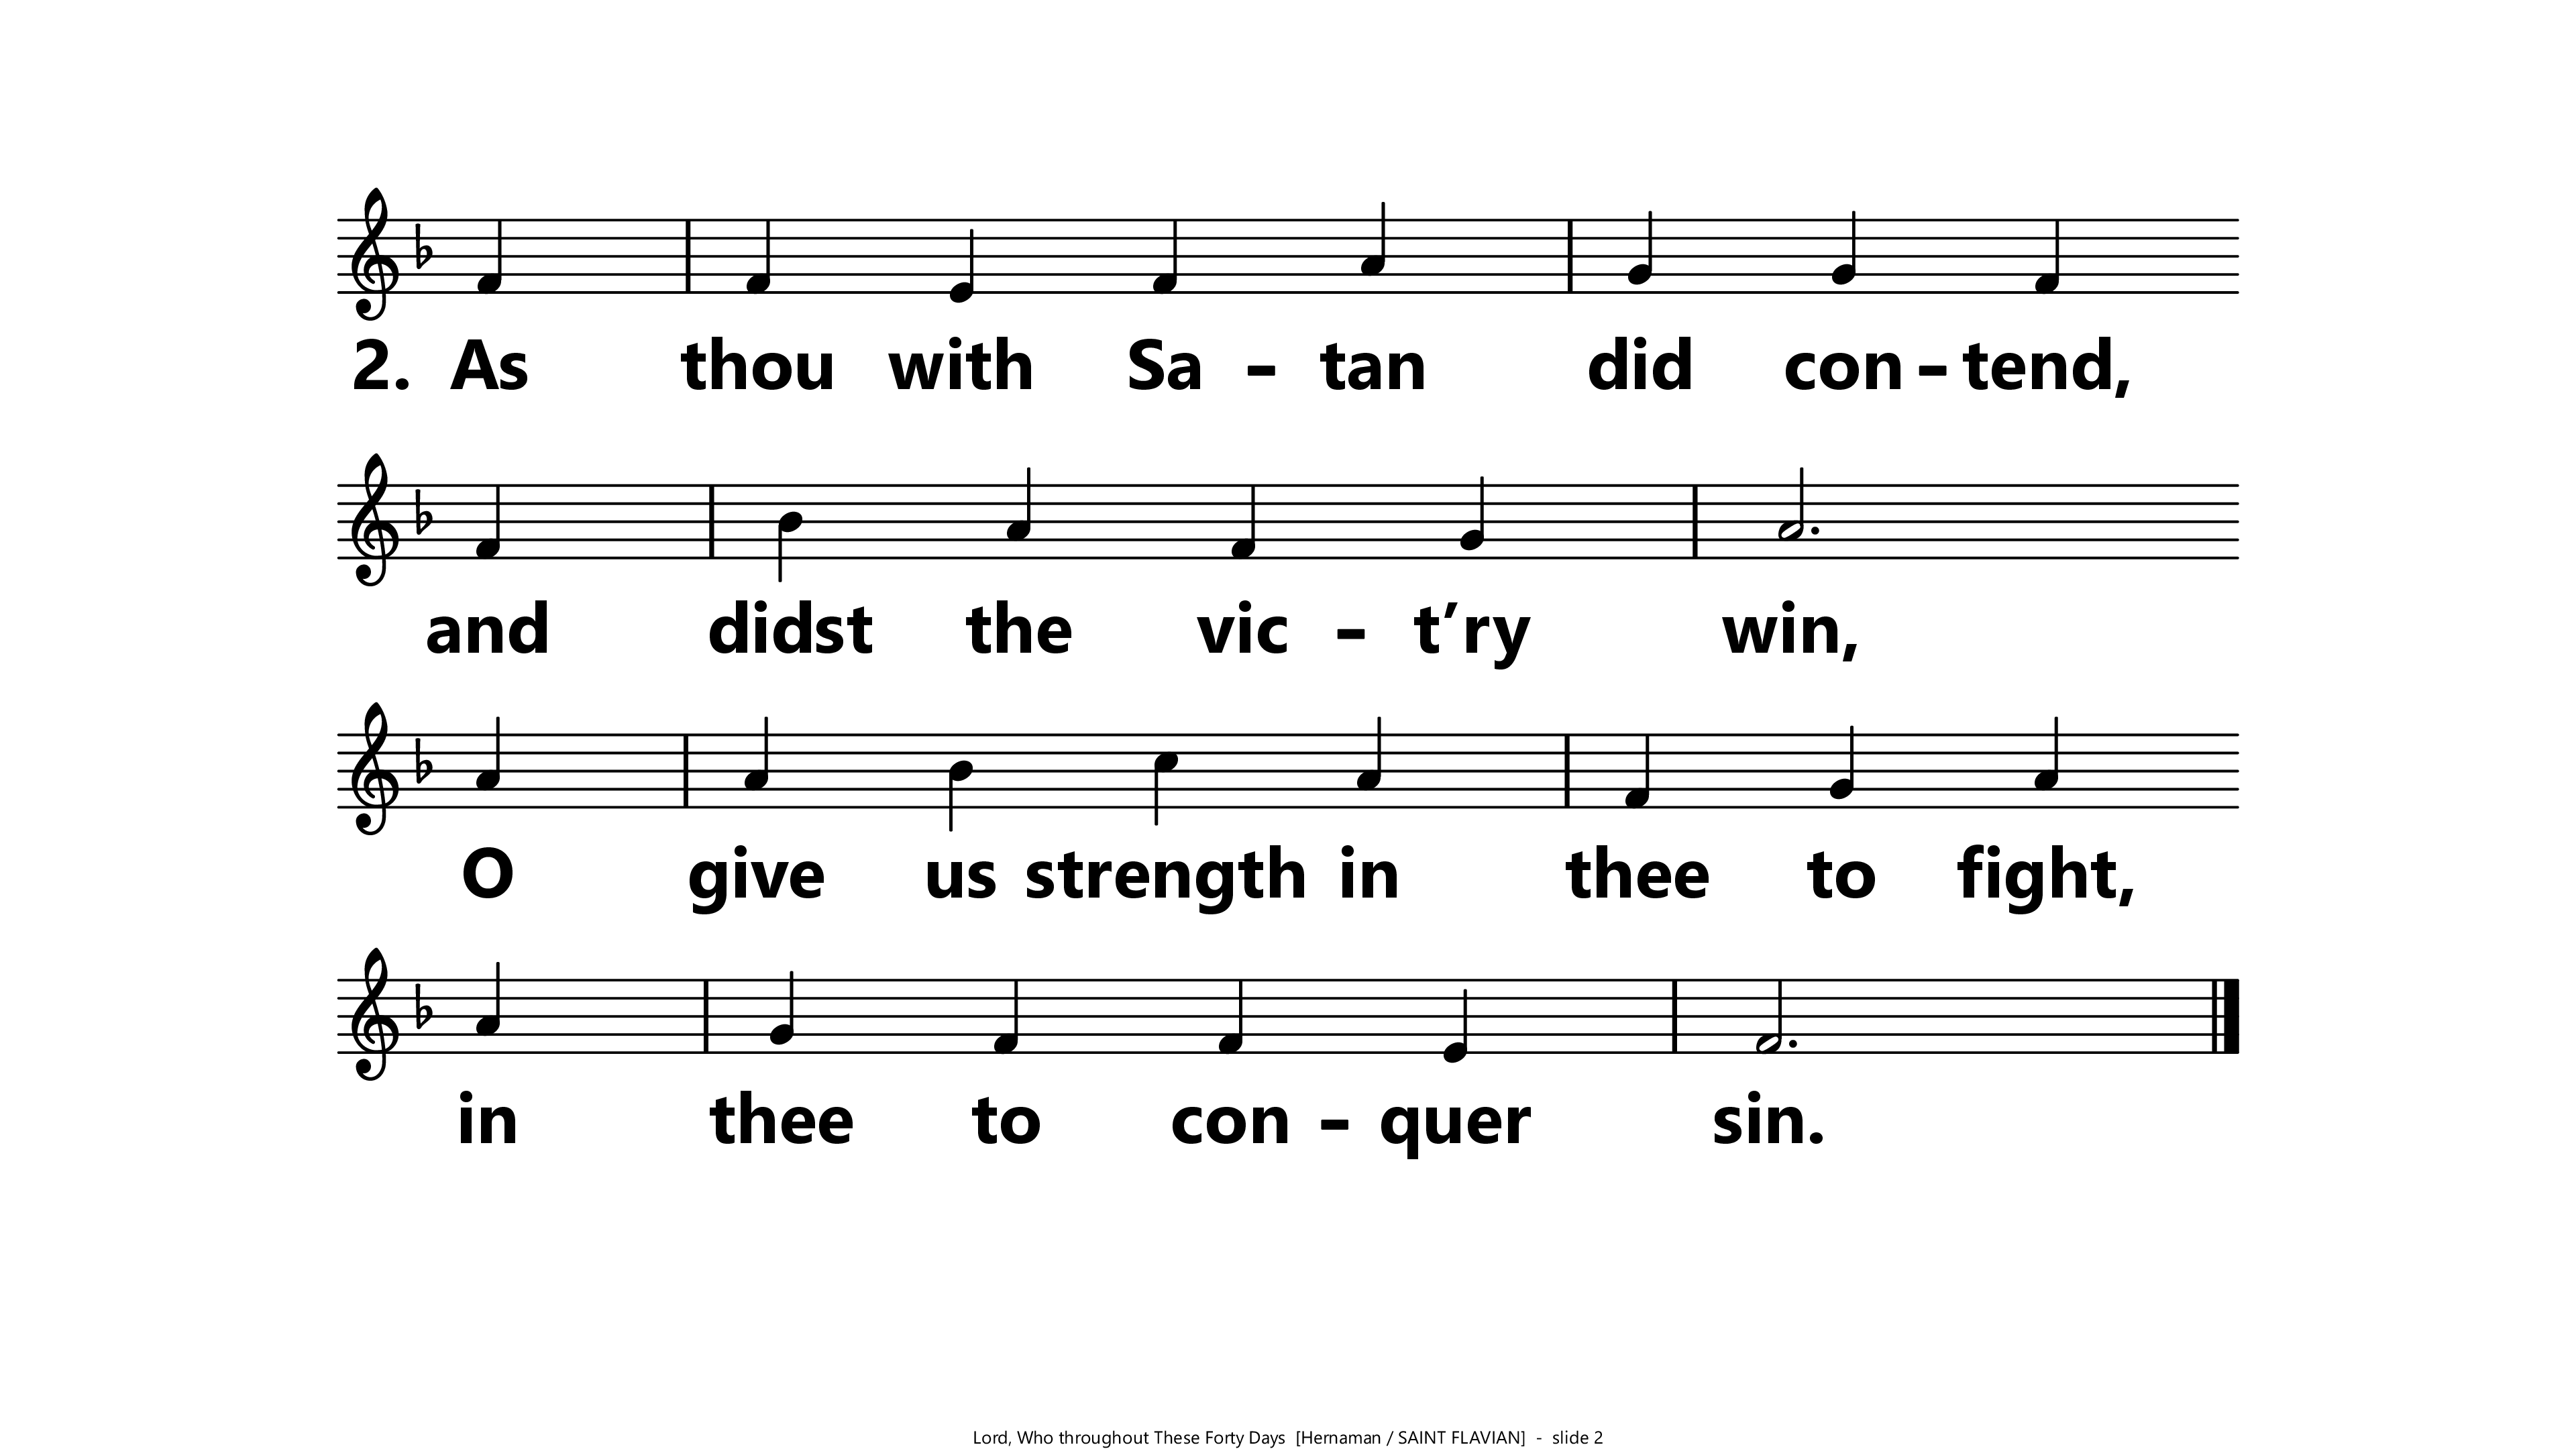 2. As thou with Sa - tan did con - tend,
and didst the vic - t’ry win,
O give us strength in thee to fight,
in thee to con - quer sin.
Lord, Who throughout These Forty Days [Hernaman / SAINT FLAVIAN] - slide 2